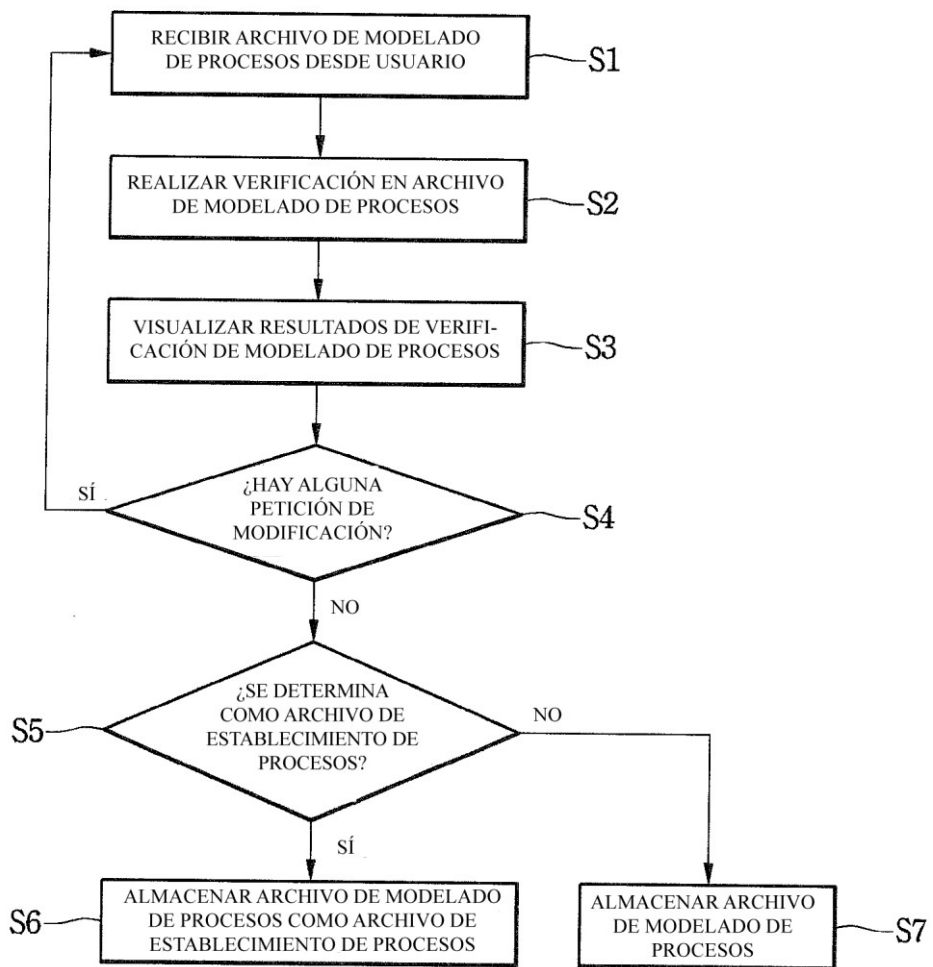 RECIBIR ARCHIVO DE MODELADO
DE PROCESOS DESDE USUARIO
S1
REALIZAR VERIFICACIÓN EN ARCHIVO
DE MODELADO DE PROCESOS
S2
VISUALIZAR RESULTADOS DE VERIFI-
CACIÓN DE MODELADO DE PROCESOS
S3
SÍ
¿HAY ALGUNA
PETICIÓN DE
MODIFICACIÓN?
S4
NO
S5
¿SE DETERMINA
COMO ARCHIVO DE
ESTABLECIMIENTO DE
PROCESOS?
NO
SÍ
S6
ALMACENAR ARCHIVO DE MODELADO
DE PROCESOS COMO ARCHIVO DE
ESTABLECIMIENTO DE PROCESOS
ALMACENAR ARCHIVO
DE MODELADO DE
PROCESOS
S7